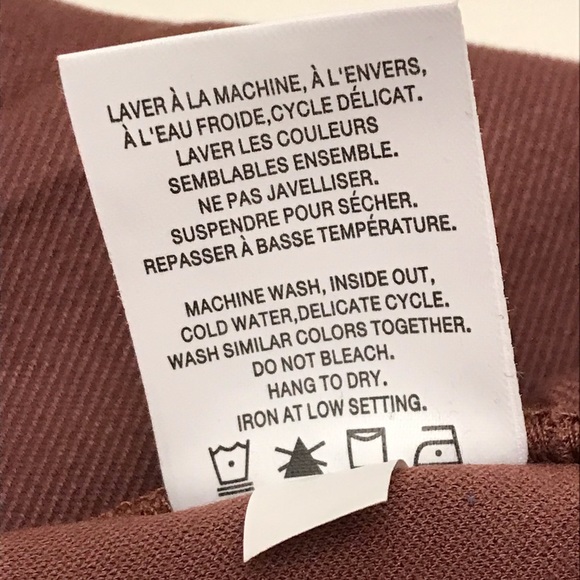 LAVER À LA MACHINE, À L'ENVERS,
À L'EAU FROIDE,CYCLE DÉLICAT.
LAVER LES COULEURS
SEMBLABLES ENSEMBLE.
NE PAS JAVELLISER.
SUSPENDRE POUR SÉCHER.
REPASSER À BASSE TEMPÉRATURE.
MACHINE WASH, INSIDE OUT,
COLD WATER,DELICATE CYCLE.
WASH SIMILAR COLORS TOGETHER.
DO NOT BLEACH.
HANG TO DRY.
IRON AT LOW SETTING.